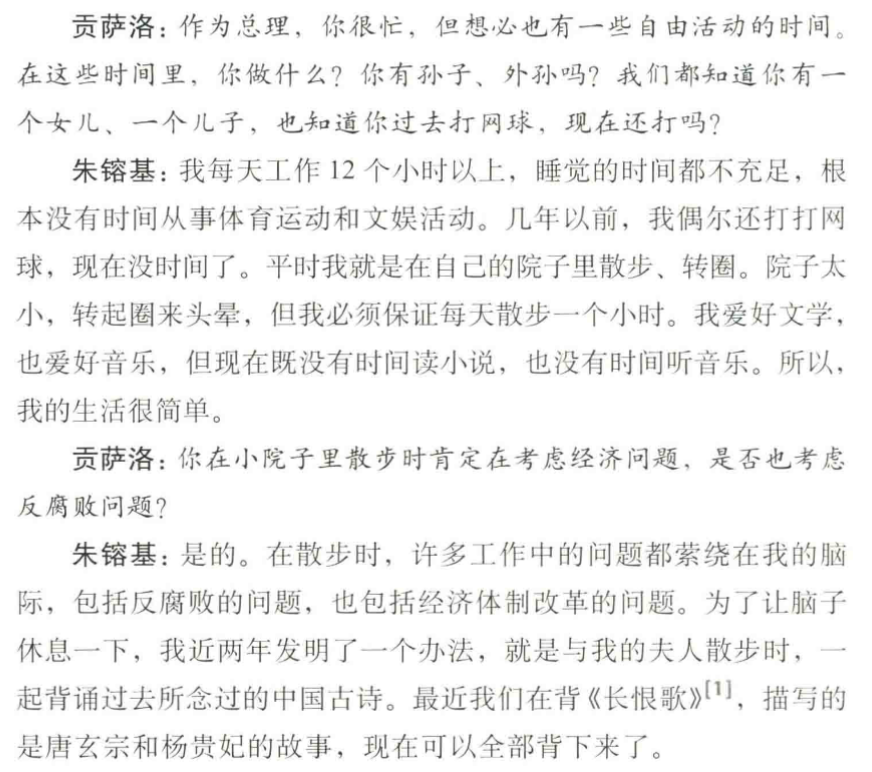 贡萨洛：作为总理，你很忙，但想必也有一些自由活动的时间。
在这些时间里，你做什么？你有孙子、外孙吗？我们都知道你有一
个女儿、一个儿子，也知道你过去打网球，现在还打吗？
朱镕基：我每天工作 12 个小时以上，睡觉的时间都不充足，根
本没有时间从事体育运动和文娱活动。几年以前，我偶尔还打打网
球，现在没时间了。平时我就是在自己的院子里散步、转圈。院子太
小，转起圈来头晕，但我必须保证每天散步一个小时。我爱好文学，
也爱好音乐，但现在既没有时间读小说，也没有时间听音乐。所以，
我的生活很简单。
贡萨洛：你在小院子里散步时肯定在考虑经济问题，是否也考虑
反腐败问题？
朱镕基：是的。在散步时，许多工作中的问题都萦绕在我的脑
际，包括反腐败的问题，也包括经济体制改革的问题。为了让脑子
休息一下，我近两年发明了一个办法，就是与我的夫人散步时，一
起背诵过去所念过的中国古诗。最近我们在背《长恨歌》[1]，描写的
是唐玄宗和杨贵妃的故事，现在可以全部背下来了。